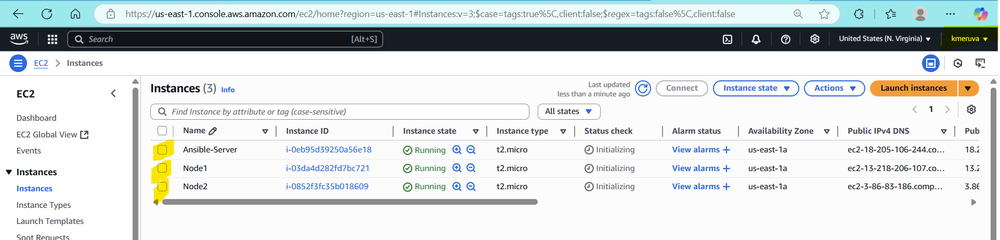 https://us-east-1.console.aws.amazon.com/ec2/home?region=us-east-1#Instances:v=3;$case=tags:true%5C,client:false;$regex=tags:false%5C,client:false
aws Search [Alt+S] United States (N. Virginia) kmeruva
EC2 Instances
EC2
Dashboard
EC2 Global View
Events
Instances
Instances
Instance Types
Launch Templates
Spot Requests
Instances (3) Info
Last updated
less than a minute ago
Connect Instance state Actions Launch instances
Find Instance by attribute or tag (case-sensitive) All states 1
Name Instance ID Instance state Instance type Status check Alarm status Availability Zone Public IPv4 DNS Pub
Ansible-Server i-0eb95d39250a56e18 Running t2.micro Initializing View alarms + us-east-1a ec2-18-205-106-244.co... 18.2
Node1 i-03da4d282fd7bc721 Running t2.micro Initializing View alarms + us-east-1a ec2-13-218-206-107.co... 13.2
Node2 i-0852f3fc35b018609 Running t2.micro Initializing View alarms + us-east-1a ec2-3-86-83-186.comp... 3.86